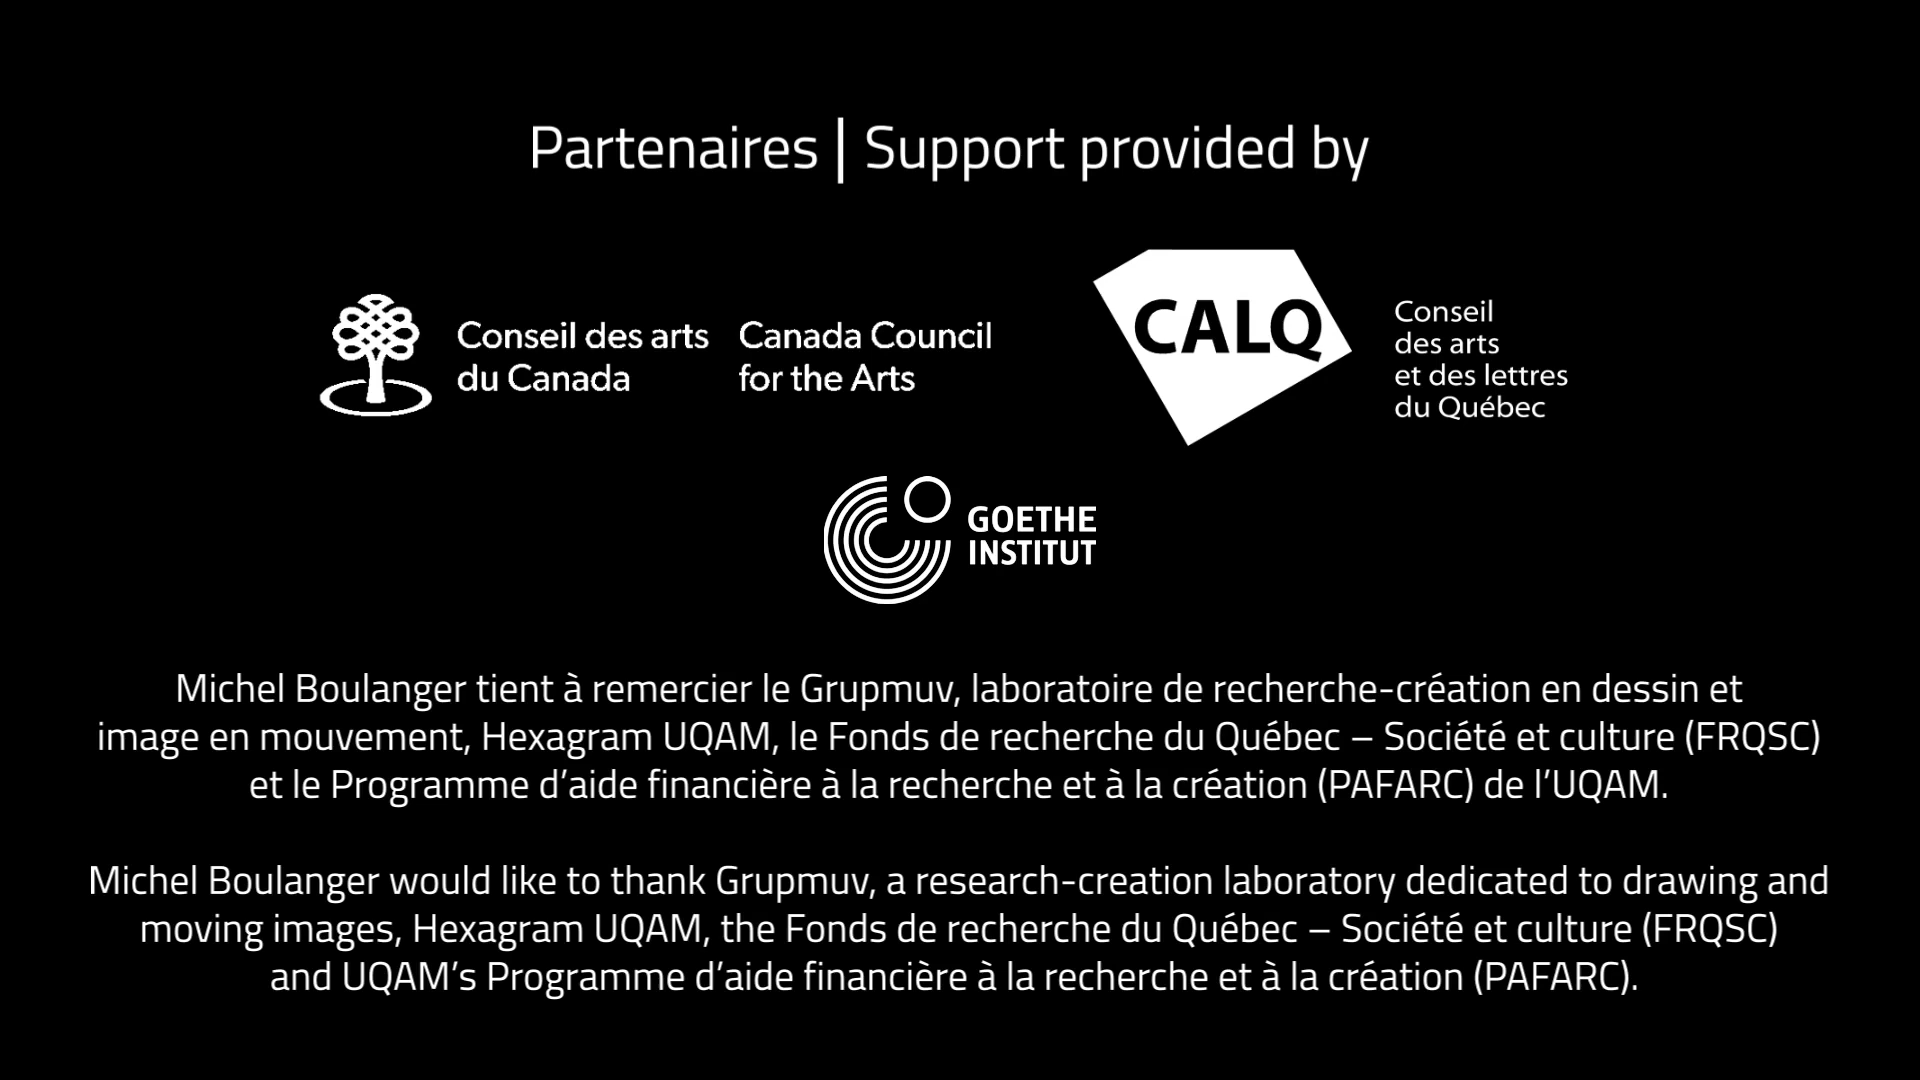 Partenaires | Support provided by
Conseil des arts
du Canada
Canada Council
for the Arts
CALQ
Conseil
des arts
et des lettres
du Québec
GOETHE
INSTITUT
Michel Boulanger tient à remercier le Grupmuv, laboratoire de recherche-création en dessin et
image en mouvement, Hexagram UQAM, le Fonds de recherche du Québec – Société et culture (FRQSC)
et le Programme d’aide financière à la recherche et à la création (PAFARC) de l’UQAM.
Michel Boulanger would like to thank Grupmuv, a research-creation laboratory dedicated to drawing and
moving images, Hexagram UQAM, the Fonds de recherche du Québec – Société et culture (FRQSC)
and UQAM’s Programme d’aide financière à la recherche et à la création (PAFARC).